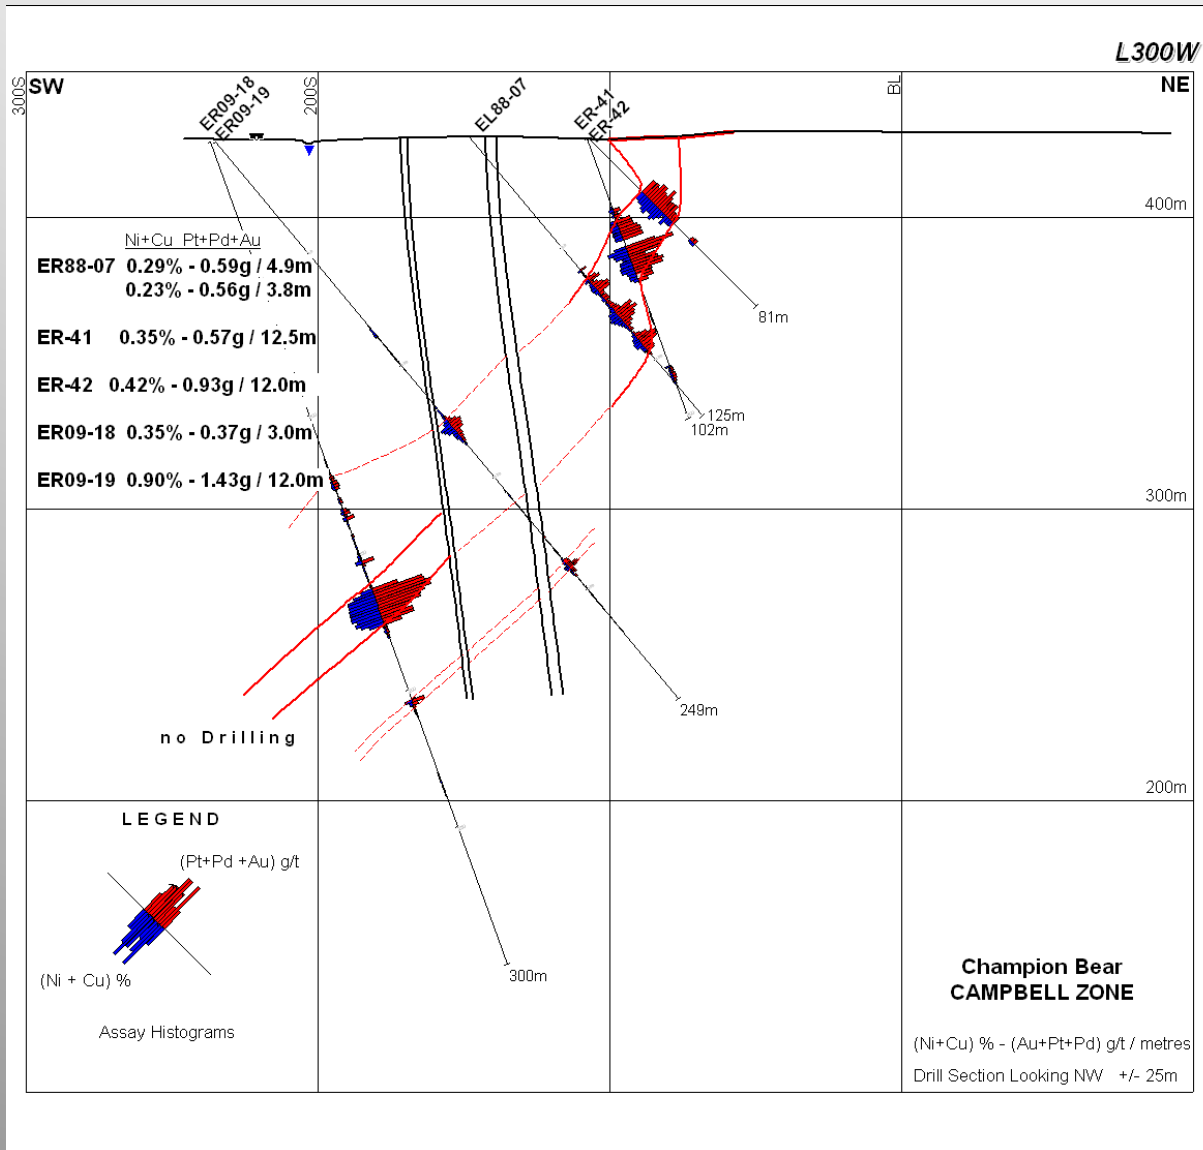 L300W
300S
SW
200S
BL
NE
ER09-18
ER09-19
EL88-07
ER-41
ER-42
400m
Ni+Cu Pt+Pd+Au
ER88-07 0.29% - 0.59g / 4.9m
0.23% - 0.56g / 3.8m
81m
ER-41 0.35% - 0.57g / 12.5m
ER-42 0.42% - 0.93g / 12.0m
125m
102m
ER09-18 0.35% - 0.37g / 3.0m
ER09-19 0.90% - 1.43g / 12.0m
300m
249m
no Drilling
200m
LEGEND
(Pt+Pd +Au) g/t
(Ni + Cu) %
300m
Assay Histograms
Champion Bear
CAMPBELL ZONE
(Ni+Cu) % - (Au+Pt+Pd) g/t / metres
Drill Section Looking NW +/- 25m